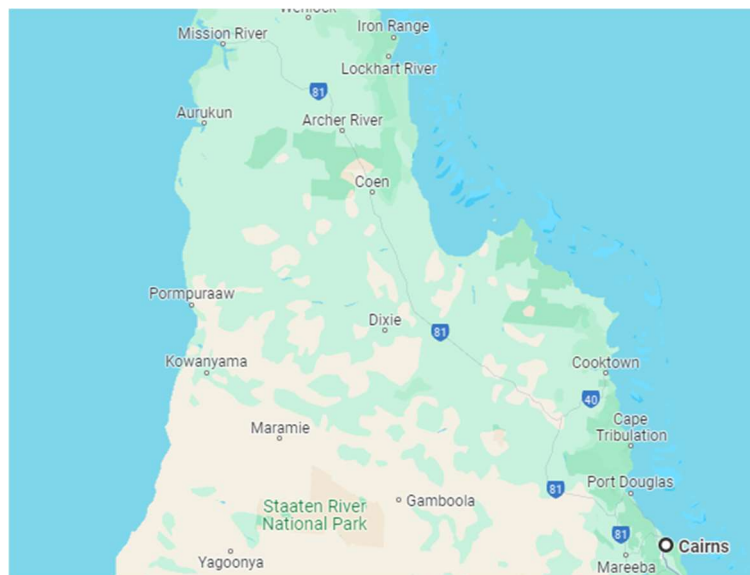 Wenlock
Iron Range
Mission River
Lockhart River
81
Aurukun
Archer River
Coen
Pormpuraaw
Dixie
81
Kowanyama
Cooktown
40
Cape
Tribulation
Maramie
Port Douglas
81
Gamboola
Staaten River
National Park
81
Cairns
Yagoonya
Mareeba